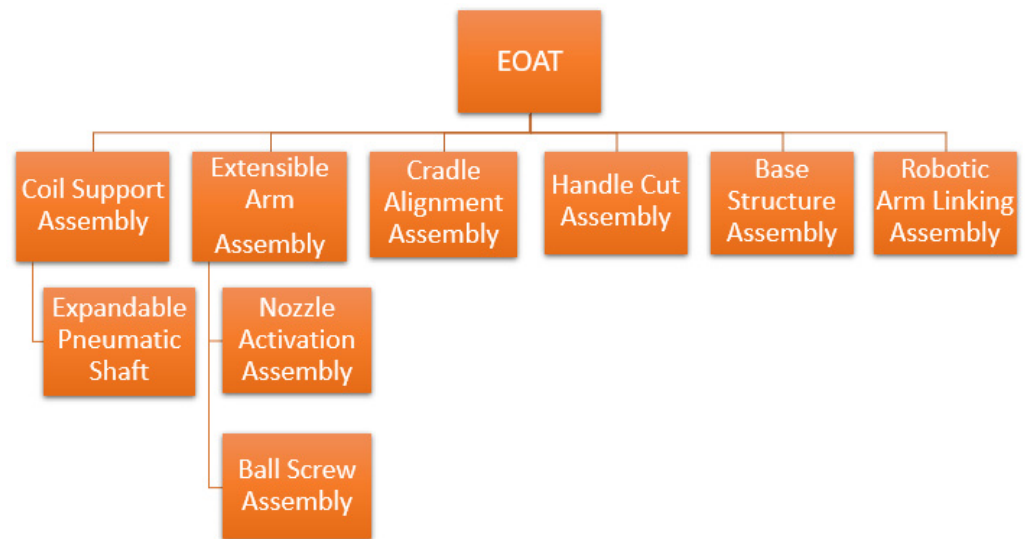 EOAT
Coil Support
Assembly
Extensible
Arm
Assembly
Cradle
Alignment
Assembly
Handle Cut
Assembly
Base
Structure
Assembly
Robotic
Arm Linking
Assembly
Expandable
Pneumatic
Shaft
Nozzle
Activation
Assembly
Ball Screw
Assembly